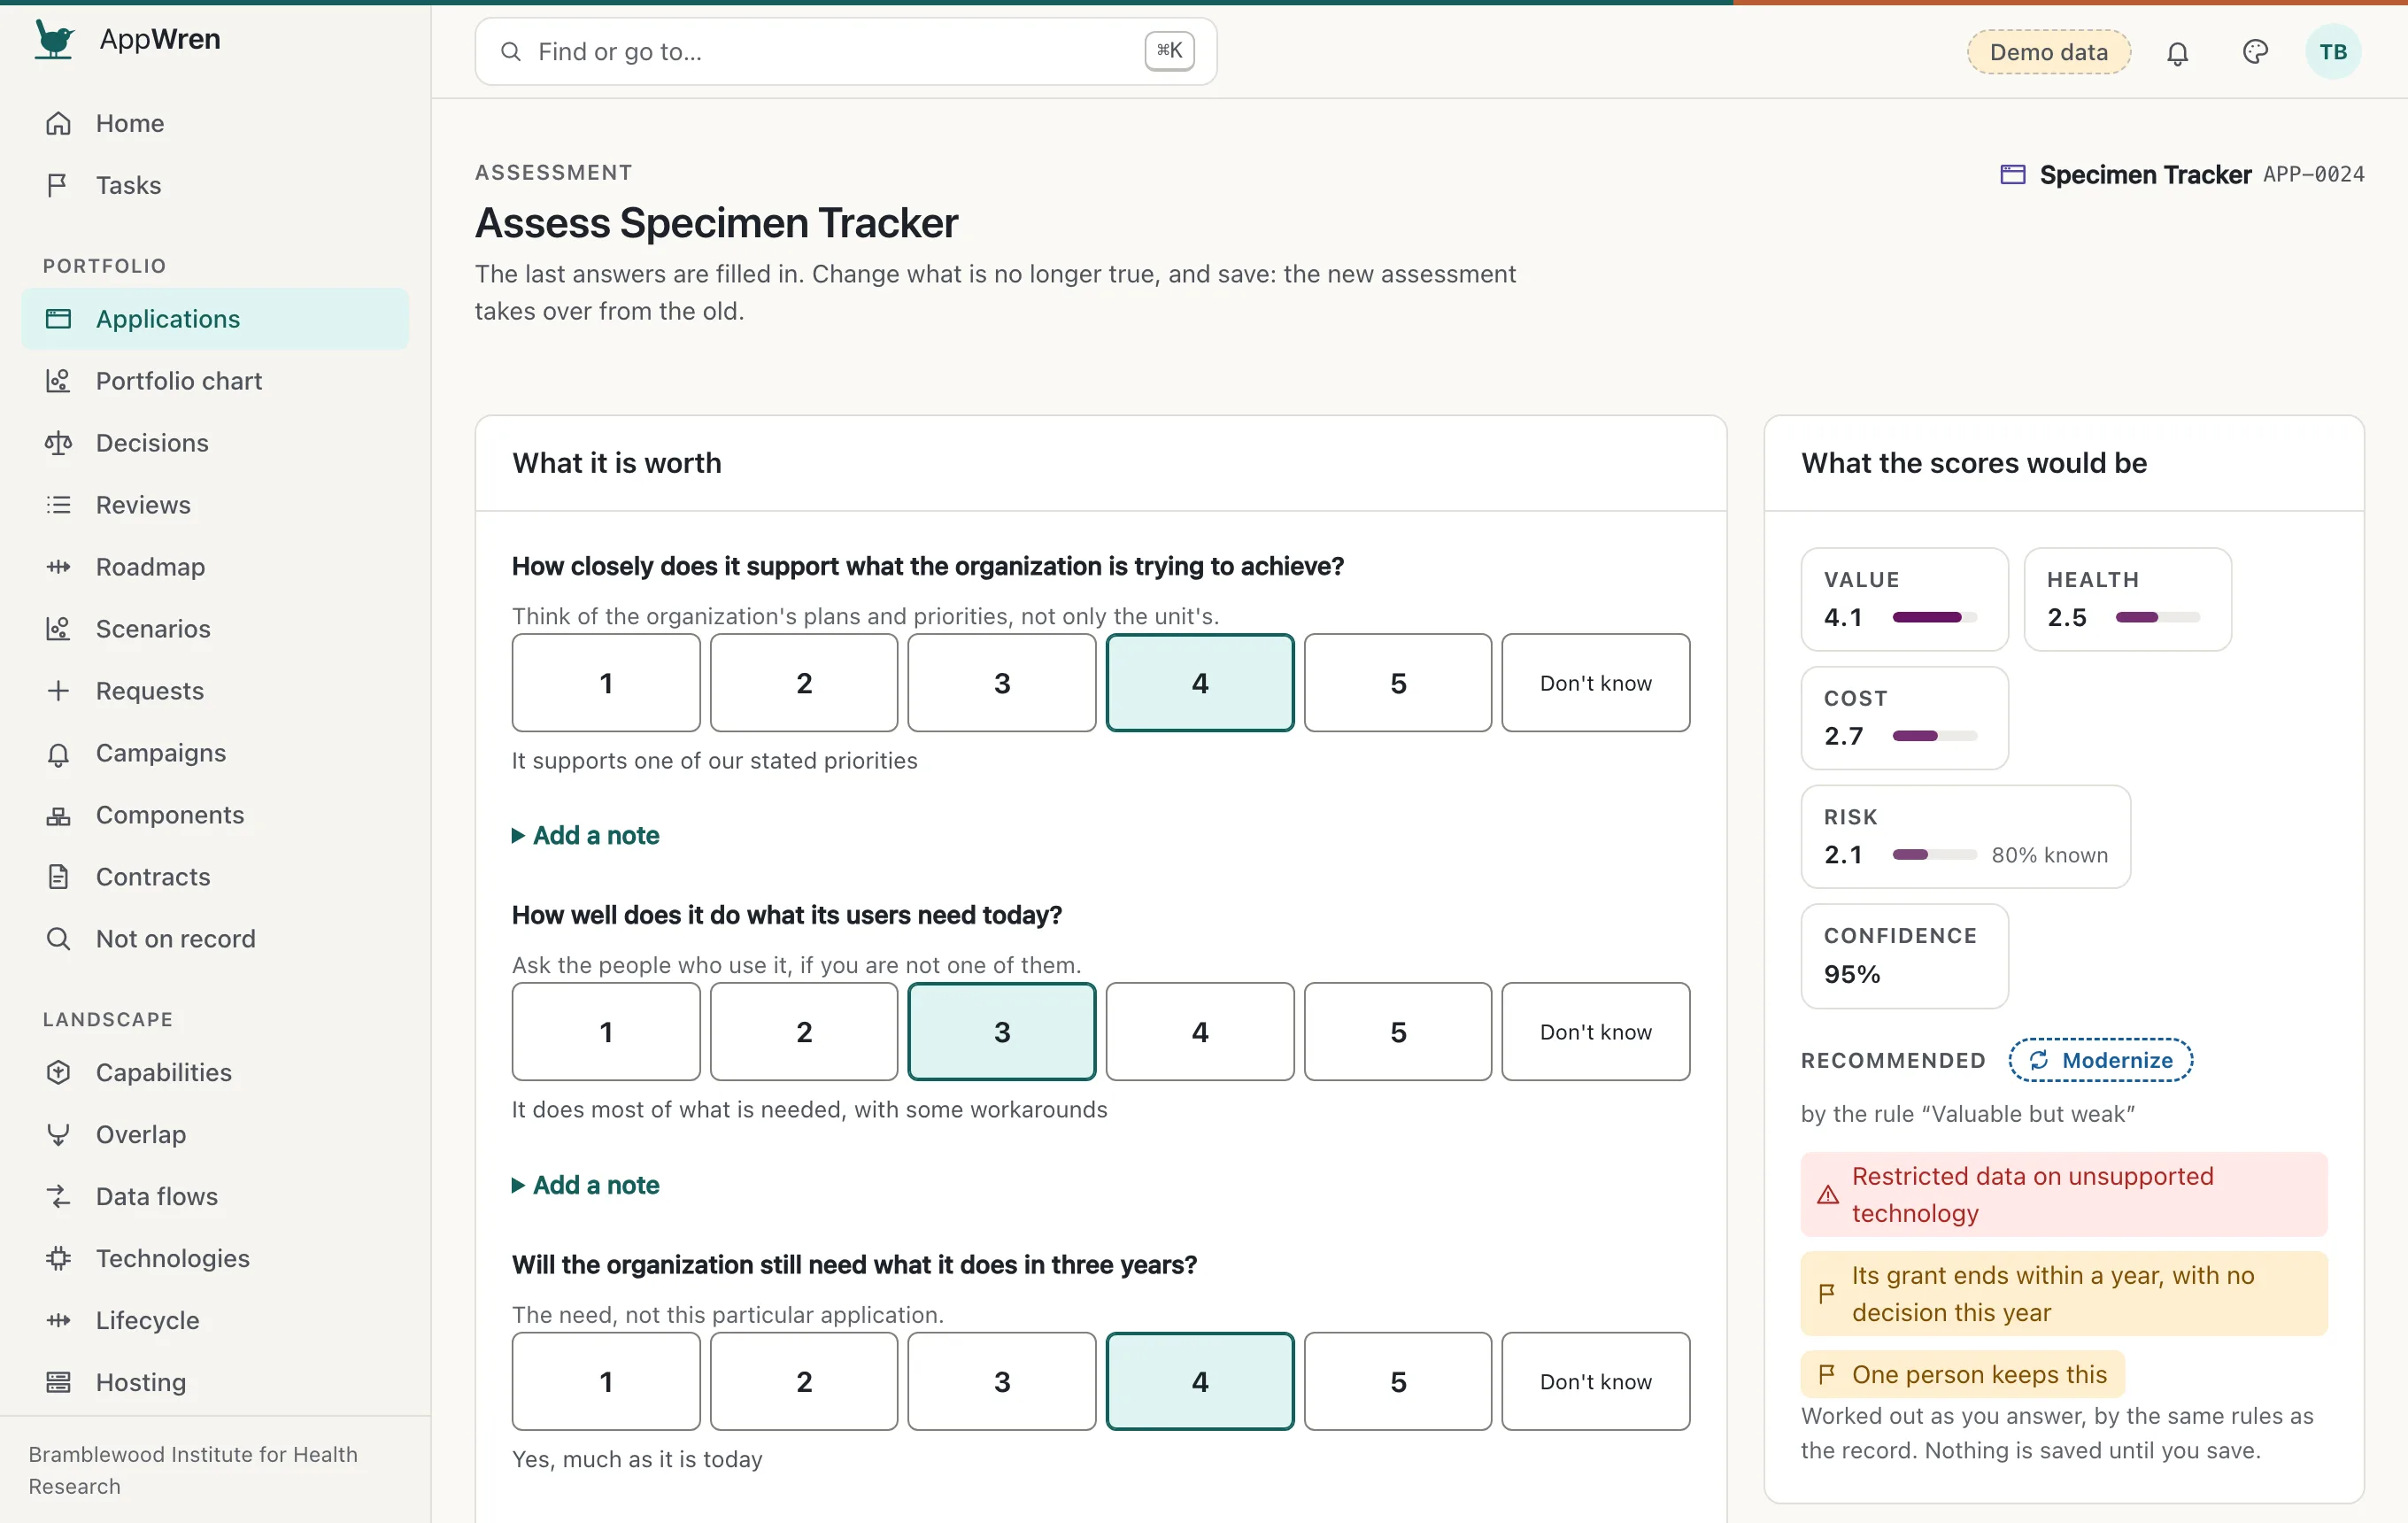 AppWren
Find or go to...
⌘K
Demo data
TB
Home
Tasks
PORTFOLIO
Applications
Portfolio chart
Decisions
Reviews
Roadmap
Scenarios
Requests
Campaigns
Components
Contracts
Not on record
LANDSCAPE
Capabilities
Overlap
Data flows
Technologies
Lifecycle
Hosting
Bramblewood Institute for Health
Research
ASSESSMENT
Assess Specimen Tracker
The last answers are filled in. Change what is no longer true, and save: the new assessment
takes over from the old.
Specimen Tracker APP-0024
What it is worth
How closely does it support what the organization is trying to achieve?
Think of the organization's plans and priorities, not only the unit's.
1 2 3 4 5 Don't know
It supports one of our stated priorities
Add a note
How well does it do what its users need today?
Ask the people who use it, if you are not one of them.
1 2 3 4 5 Don't know
It does most of what is needed, with some workarounds
Add a note
Will the organization still need what it does in three years?
The need, not this particular application.
1 2 3 4 5 Don't know
Yes, much as it is today
What the scores would be
VALUE
4.1
HEALTH
2.5
COST
2.7
RISK
2.1 80% known
CONFIDENCE
95%
RECOMMENDED Modernize
by the rule “Valuable but weak”
Restricted data on unsupported
technology
Its grant ends within a year, with no
decision this year
One person keeps this
Worked out as you answer, by the same rules as
the record. Nothing is saved until you save.